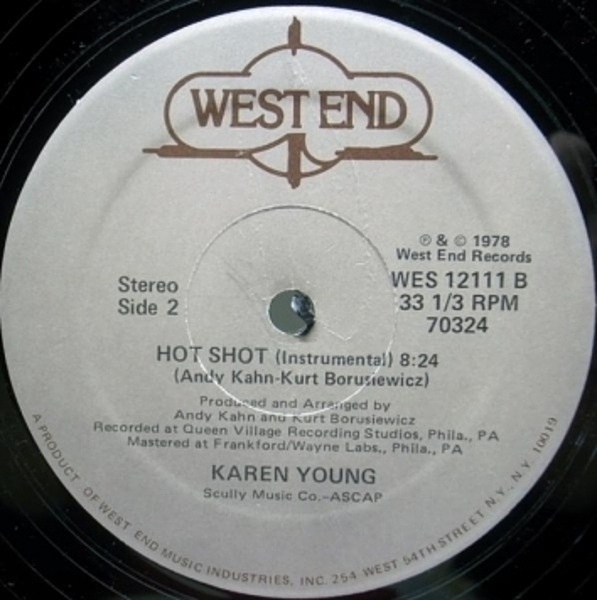 WEST END
℗ & © 1978
West End Records
WES 12111 B
33 1/3 RPM
70324
Stereo
Side 2
HOT SHOT (Instrumental) 8:24
(Andy Kahn-Kurt Borusiewicz)
Produced and Arranged by
Andy Kahn and Kurt Borusiewicz
Recorded at Queen Village Recording Studios, Phila., PA
Mastered at Frankford/Wayne Labs,, Phila., PA
KAREN YOUNG
Scully Music Co.-ASCAP
A PRODUCT OF WEST END MUSIC INDUSTRIES, INC. 254 WEST 54TH STREET N.Y., N.Y. 10019